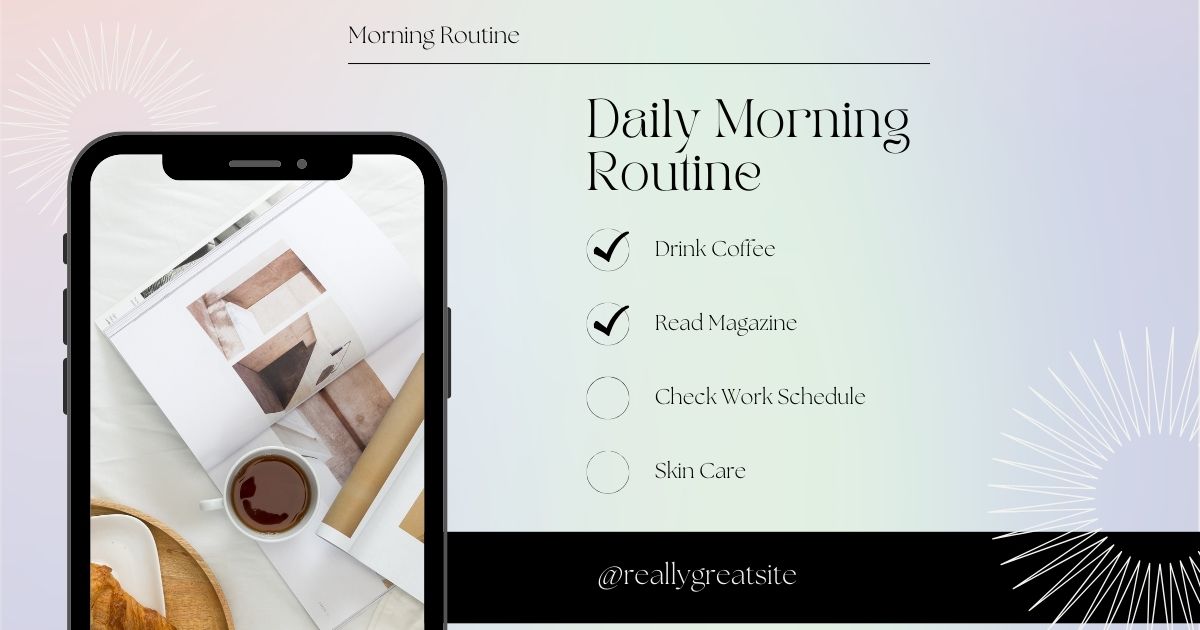 Morning Routine
Daily Morning
Routine
Drink Coffee
Read Magazine
Check Work Schedule
Skin Care
@reallygreatsite